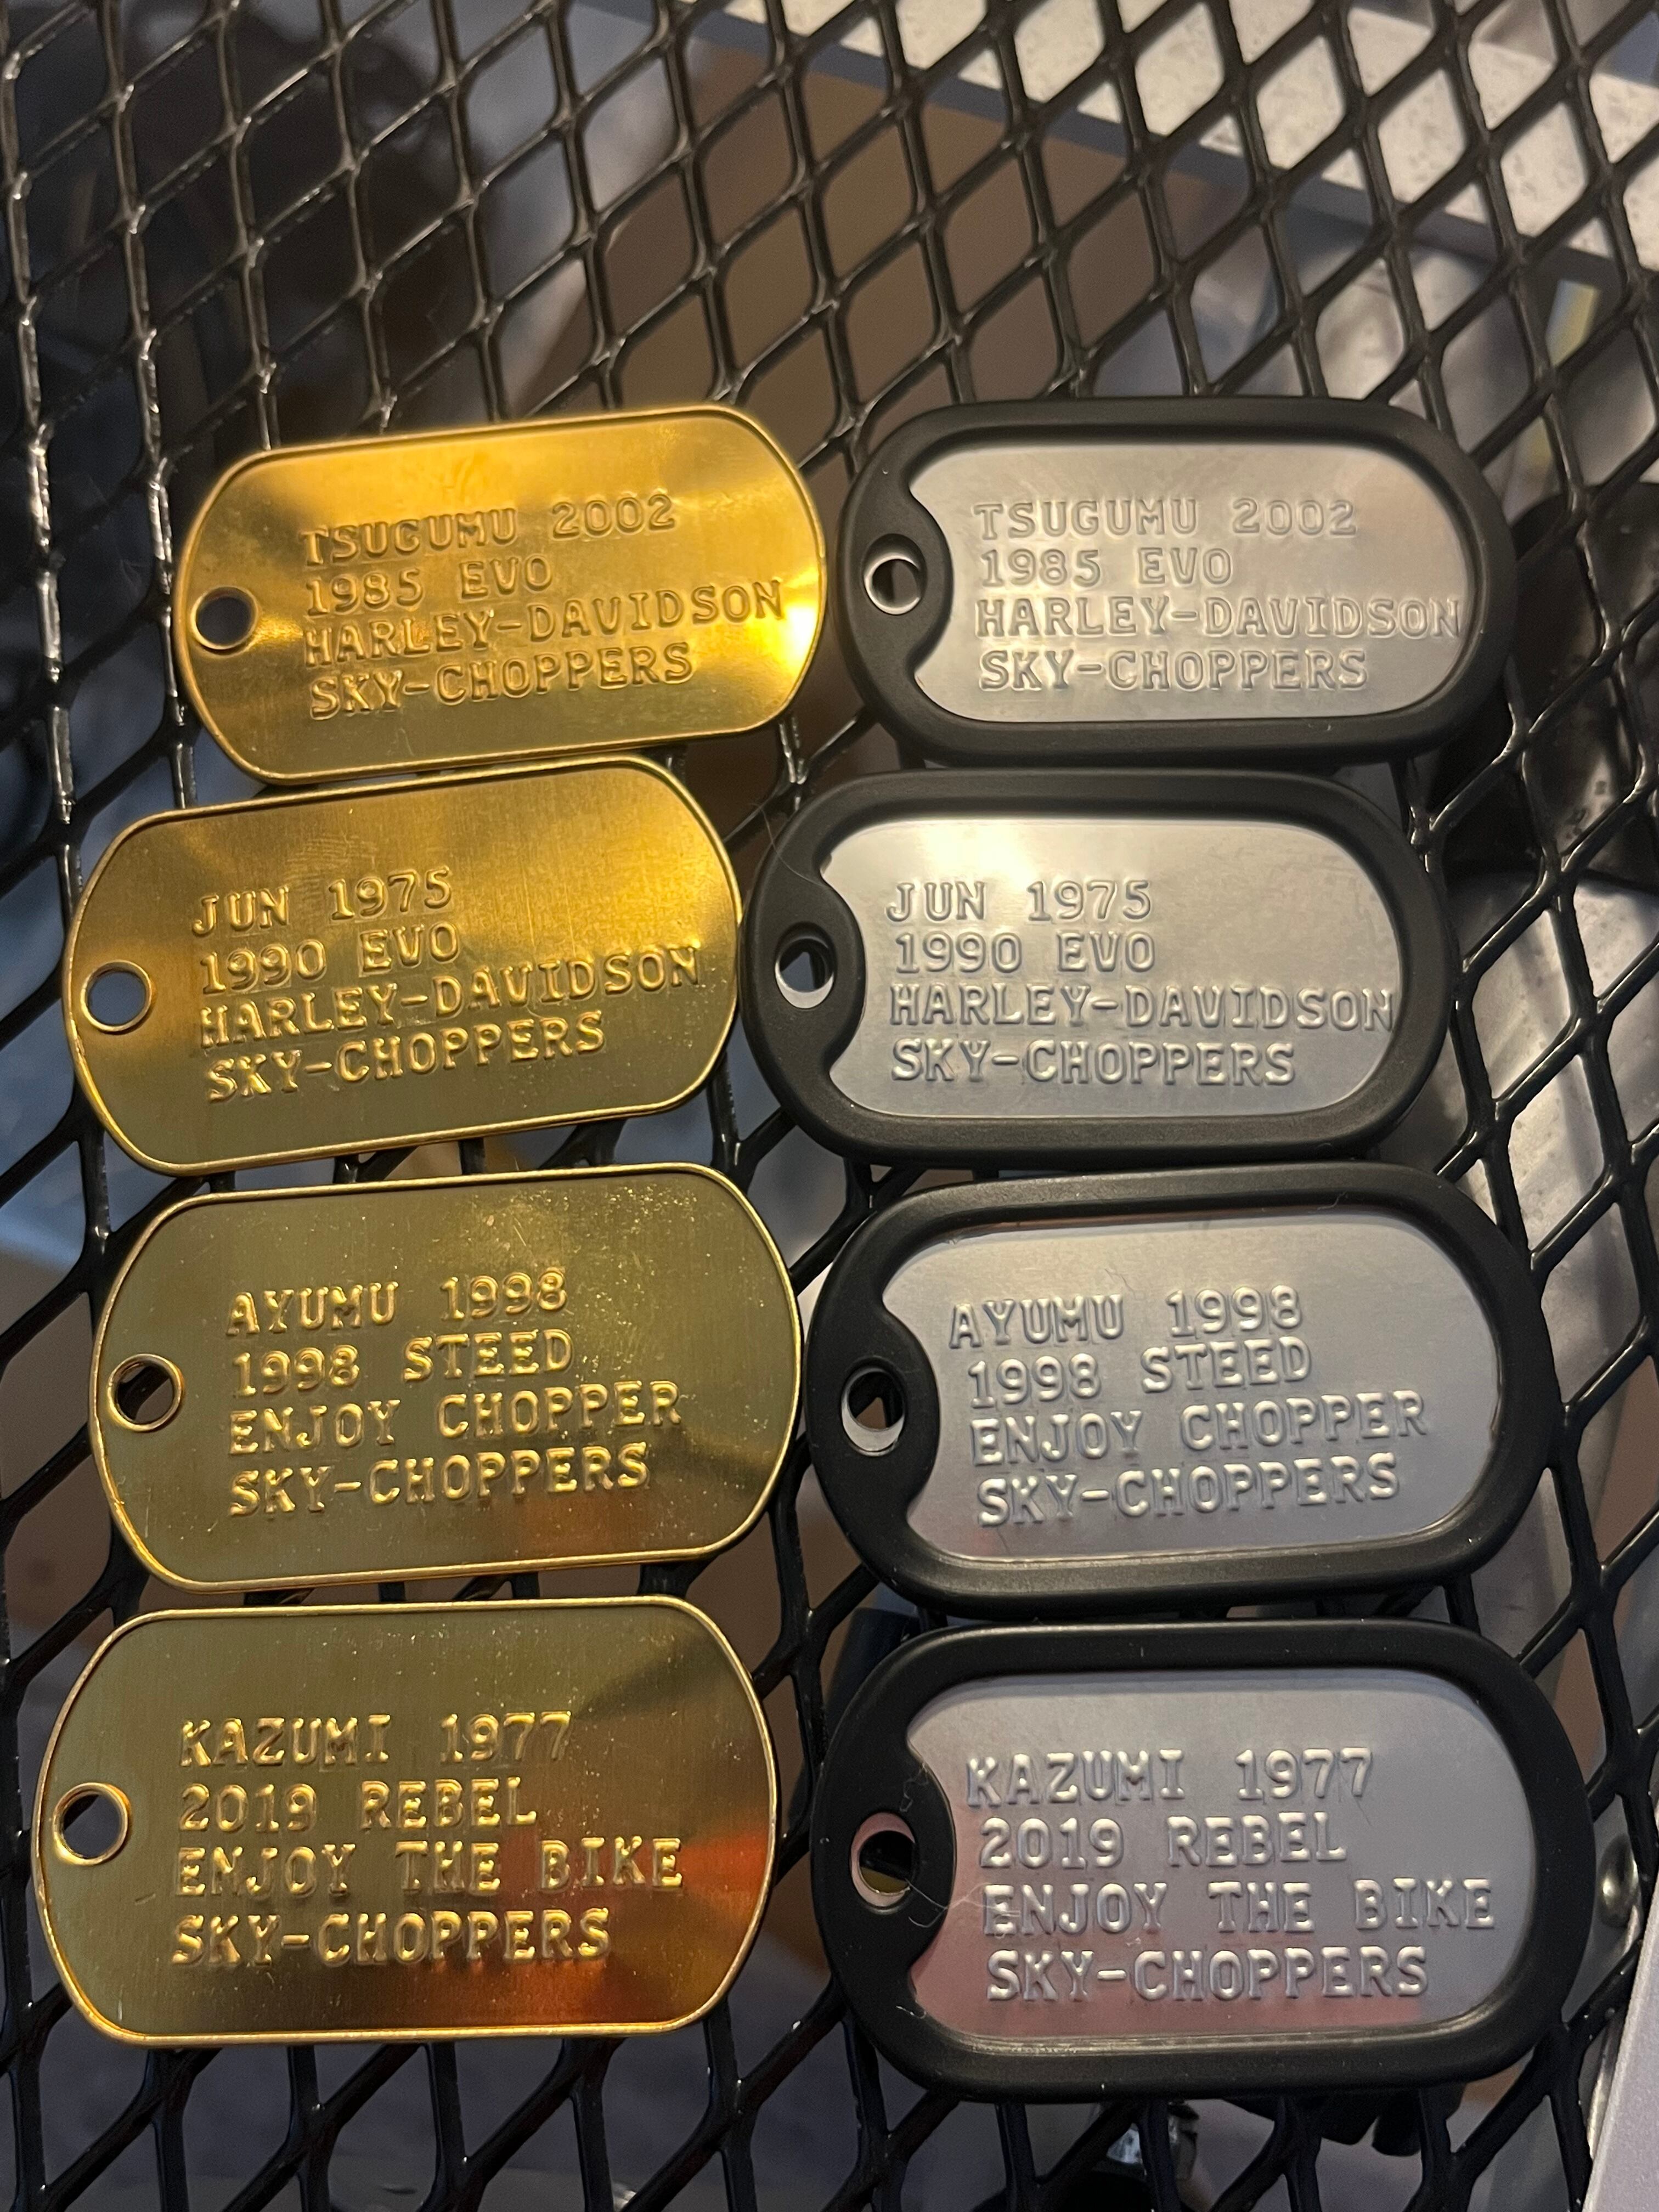 TSUGUMU 2002
1985 EVO
HARLEY-DAVIDSON
SKY-CHOPPERS
TSUGUMU 2002
1985 EVO
HARLEY-DAVIDSON
SKY-CHOPPERS
JUN 1975
1990 EVO
HARLEY-DAVIDSON
SKY-CHOPPERS
JUN 1975
1990 EVO
HARLEY-DAVIDSON
SKY-CHOPPERS
AYUMU 1998
1998 STEED
ENJOY CHOPPER
SKY-CHOPPERS
AYUMU 1998
1998 STEED
ENJOY CHOPPER
SKY-CHOPPERS
KAZUMI 1977
2019 REBEL
ENJOY THE BIKE
SKY-CHOPPERS
KAZUMI 1977
2019 REBEL
ENJOY THE BIKE
SKY-CHOPPERS